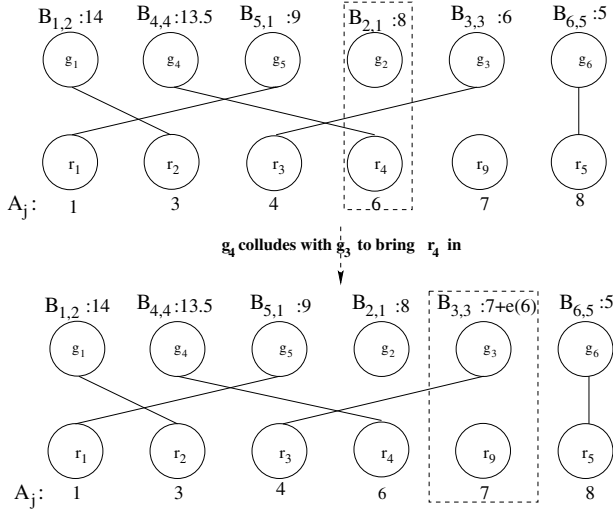 B1,2 :14 B4,4 :13.5 B5,1 :9 B2,1 :8 B3,3 :6 B6,5 :5
g1 g4 g5 g2 g3 g6
r1 r2 r3 r4 r9 r5
Aj : 1 3 4 6 7 8
g4 colludes with g3 to bring r4 in
B1,2 :14 B4,4 :13.5 B5,1 :9 B2,1 :8 B3,3 :7+e(6) B6,5 :5
g1 g4 g5 g2 g3 g6
r1 r2 r3 r4 r9 r5
Aj : 1 3 4 6 7 8